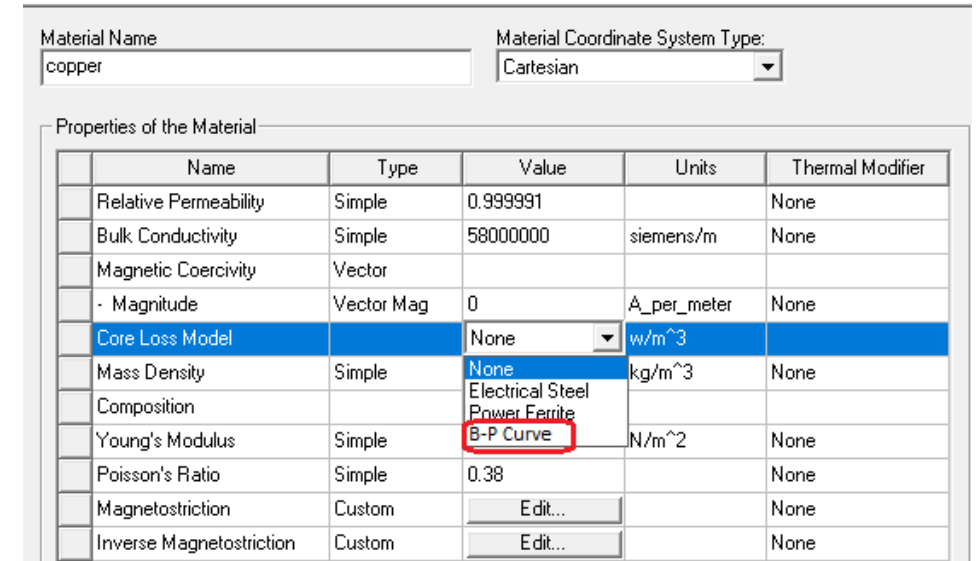 Material Name Material Coordinate System Type:
copper Cartesian
Properties of the Material
Name Type Value Units Thermal Modifier
Relative Permeability Simple 0.999991 None
Bulk Conductivity Simple 58000000 siemens/m None
Magnetic Coercivity Vector
- Magnitude Vector Mag 0 A_per_meter None
Core Loss Model None w/m^3
Mass Density Simple None kg/m^3 None
Electrical Steel
Composition Power Ferrite
Young's Modulus Simple B-P Curve N/m^2 None
Poisson's Ratio Simple 0.38 None
Magnetostriction Custom Edit... None
Inverse Magnetostriction Custom Edit... None